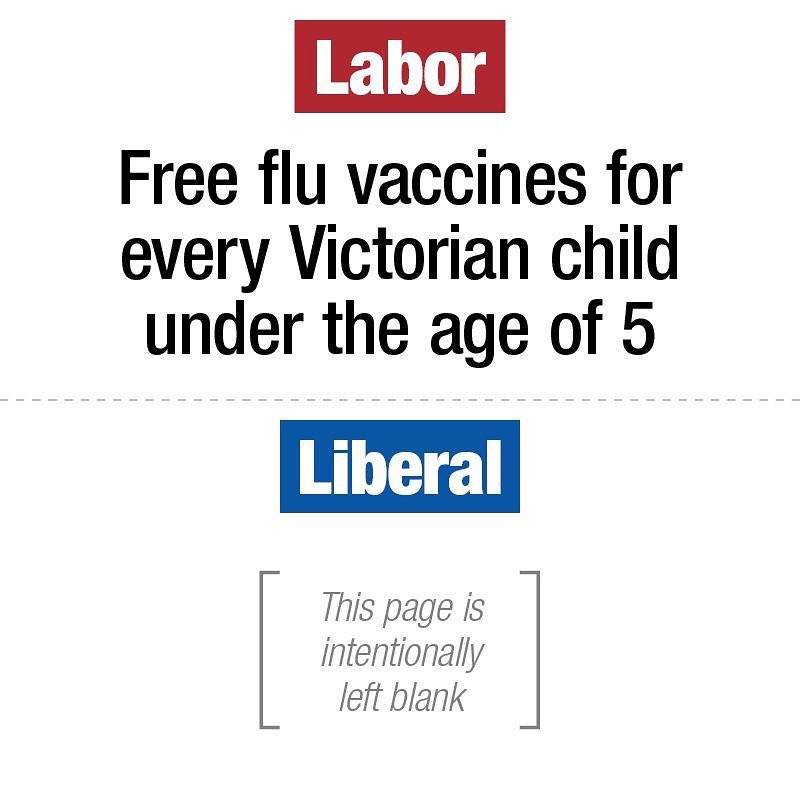 Labor
Free flu vaccines for
every Victorian child
under the age of 5
Liberal
This page is
intentionally
left blank